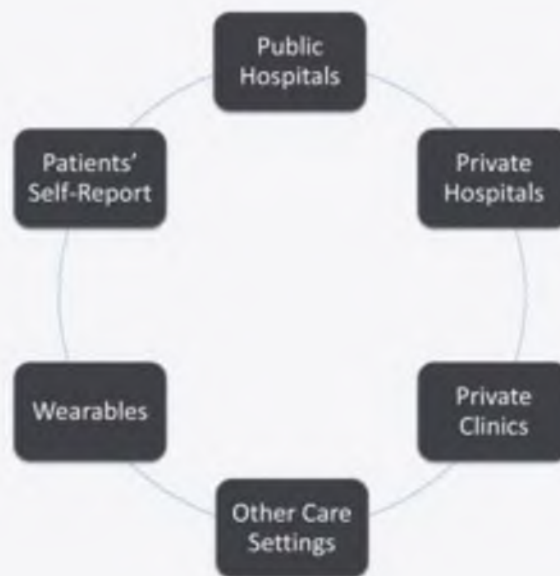 Public
Hospitals
Private
Hospitals
Private
Clinics
Other Care
Settings
Wearables
Patients'
Self-Report